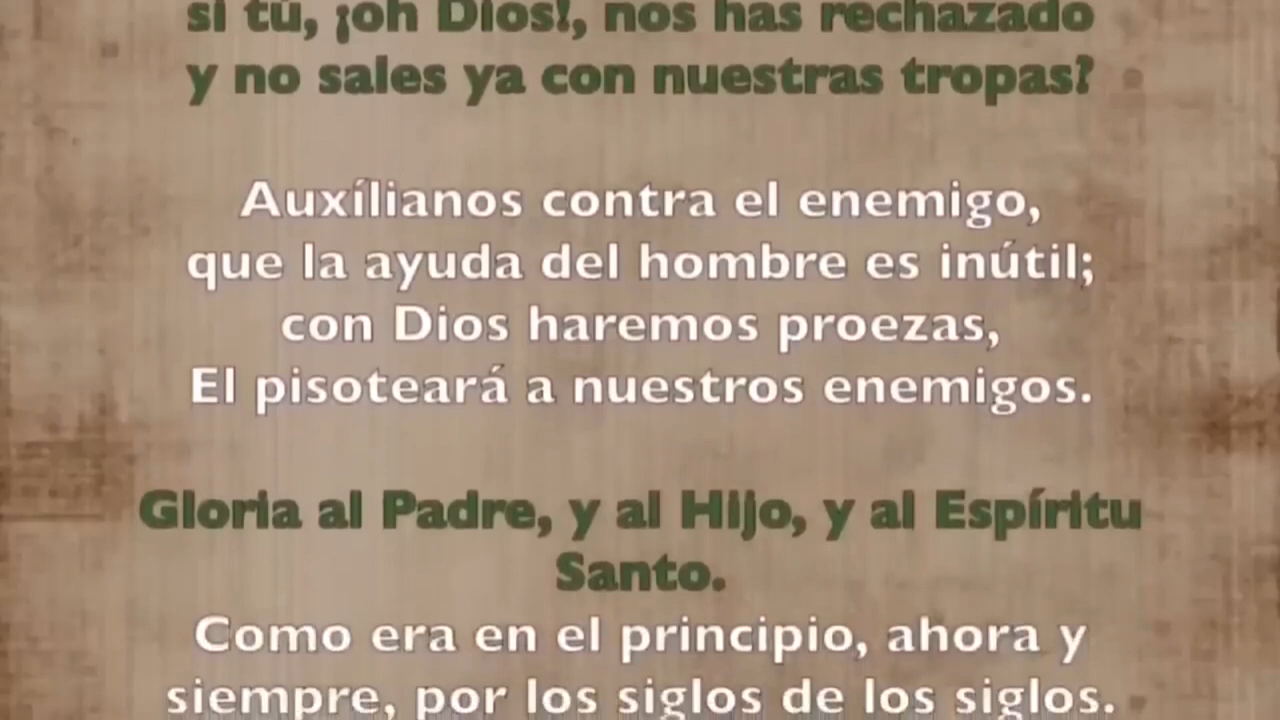 si tú, ¡oh Dios!, nos has rechazado
y no sales ya con nuestras tropas?
Auxílianos contra el enemigo,
que la ayuda del hombre es inútil;
con Dios haremos proezas,
El pisoteará a nuestros enemigos.
Gloria al Padre, y al Hijo, y al Espíritu
Santo.
Como era en el principio, ahora y
siempre, por los siglos de los siglos.